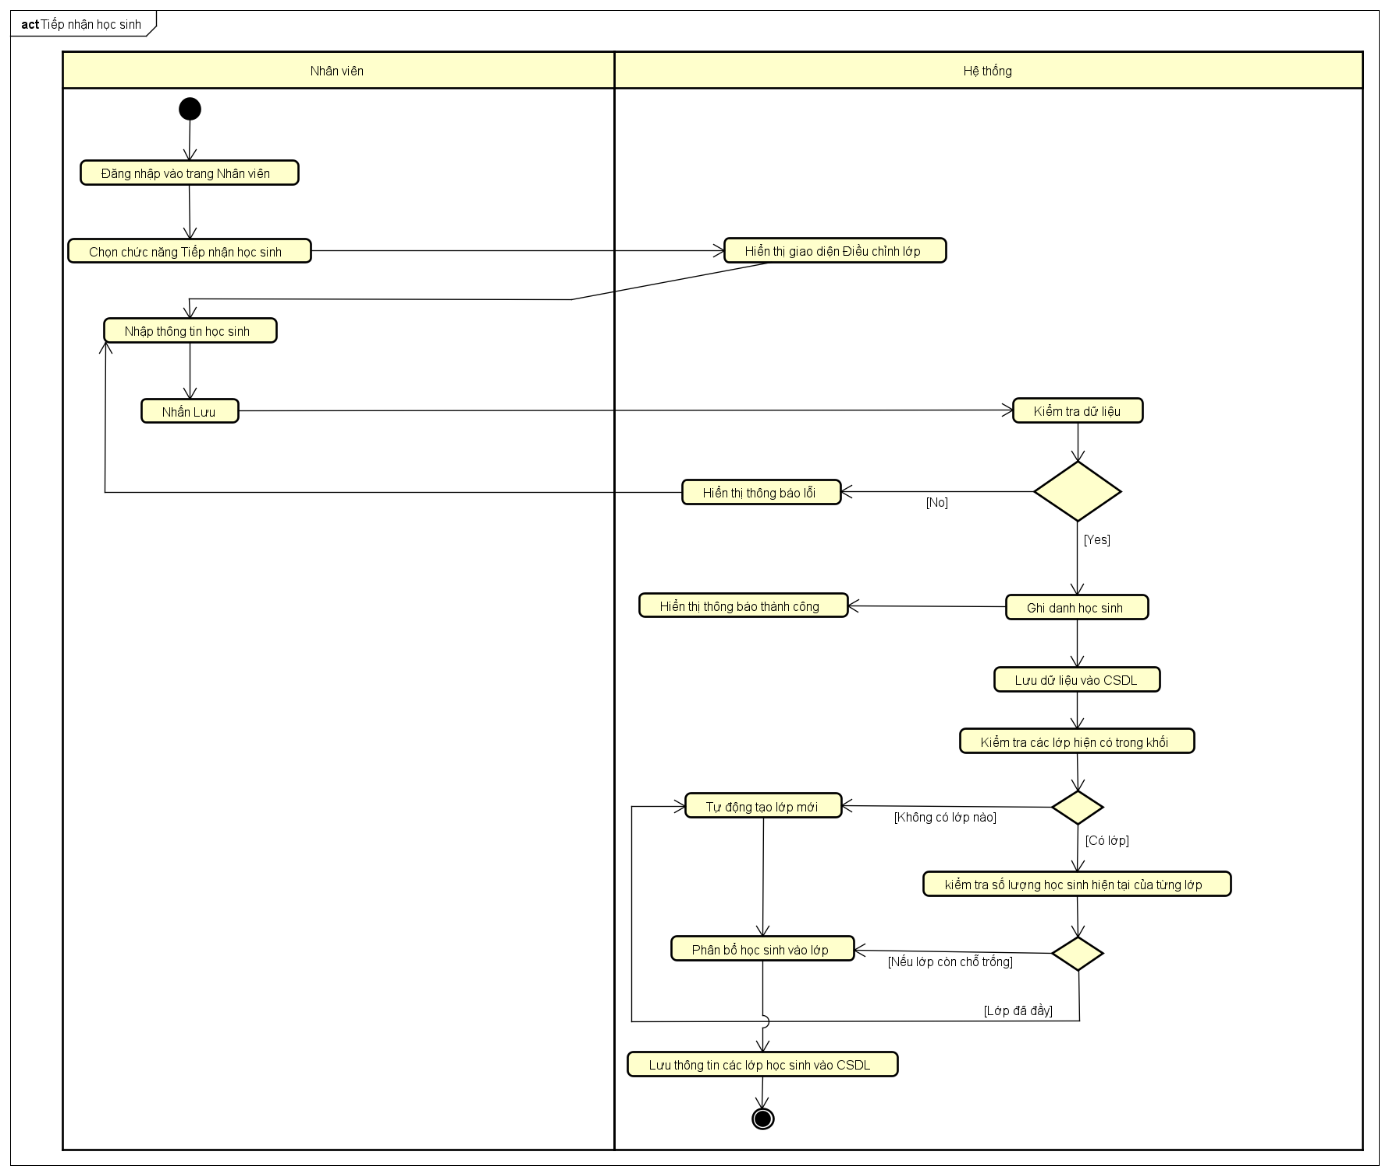 act Tiếp nhận học sinh
Nhân viên
Hệ thống
Đăng nhập vào trang Nhân viên
Chọn chức năng Tiếp nhận học sinh
Hiển thị giao diện Điều chỉnh lớp
Nhập thông tin học sinh
Nhấn Lưu
Kiểm tra dữ liệu
Hiển thị thông báo lỗi
[No]
[Yes]
Hiển thị thông báo thành công
Ghi danh học sinh
Lưu dữ liệu vào CSDL
Kiểm tra các lớp hiện có trong khối
Tự động tạo lớp mới
[Không có lớp nào]
[Có lớp]
kiểm tra số lượng học sinh hiện tại của từng lớp
Phân bổ học sinh vào lớp
[Nếu lớp còn chỗ trống]
[Lớp đã đầy]
Lưu thông tin các lớp học sinh vào CSDL